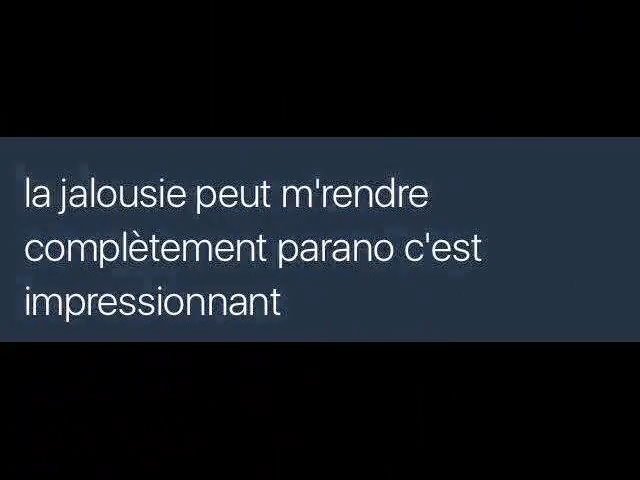 la jalousie peut m'rendre
complètement parano c'est
impressionnant